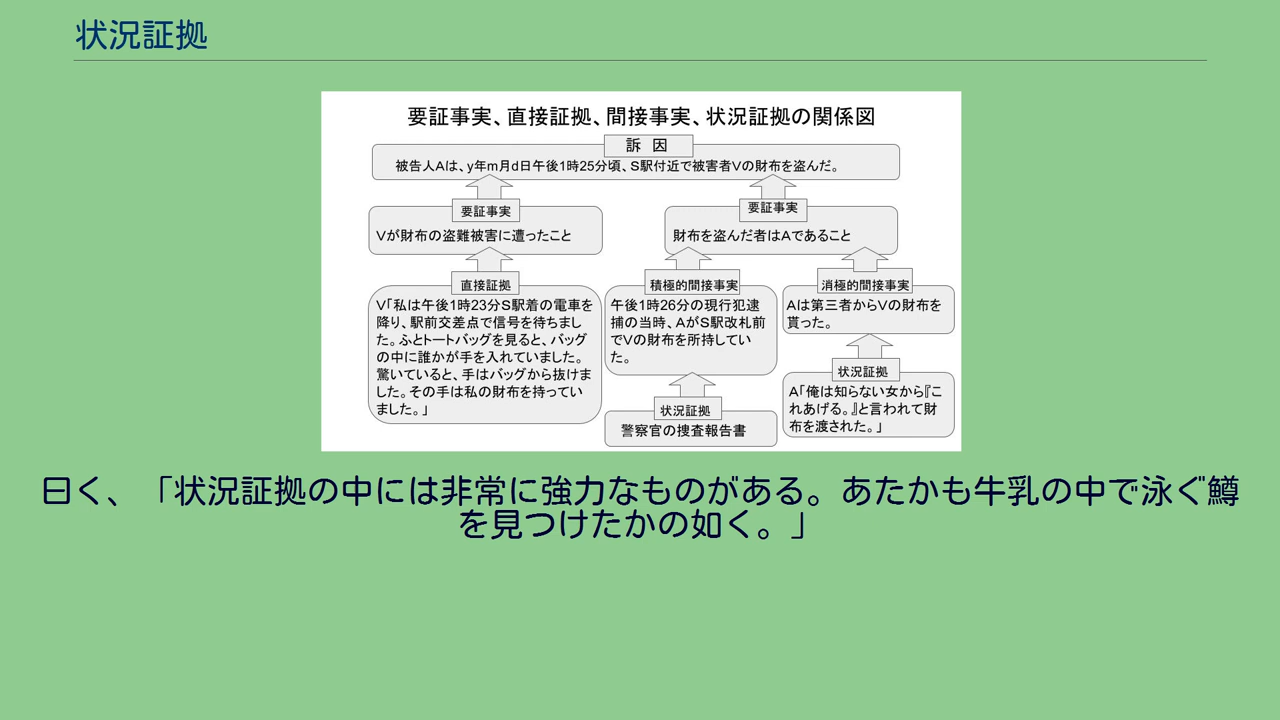 状況証拠
要証事実、直接証拠、間接事実、状況証拠の関係図
訴 因
被告人Aは、y年m月d日午後1時25分頃、S駅付近で被害者Vの財布を盗んだ。
要証事実
Vが財布の盗難被害に遭ったこと
要証事実
財布を盗んだ者はAであること
直接証拠
V「私は午後1時23分S駅着の電車を
降り、駅前交差点で信号を待ちまし
た。ふとトートバッグを見ると、バッグ
の中に誰かが手を入れていました。
驚いていると、手はバッグから抜けま
した。その手は私の財布を持ってい
ました。」
積極的間接事実
午後1時26分の現行犯逮
捕の当時、AがS駅改札前
でVの財布を所持してい
た。
消極的間接事実
Aは第三者からVの財布を
貰った。
状況証拠
警察官の捜査報告書
状況証拠
A「俺は知らない女から『こ
れあげる。』と言われて財
布を渡された。」
曰く、「状況証拠の中には非常に強力なものがある。あたかも牛乳の中で泳ぐ鱒
を見つけたかの如く。」